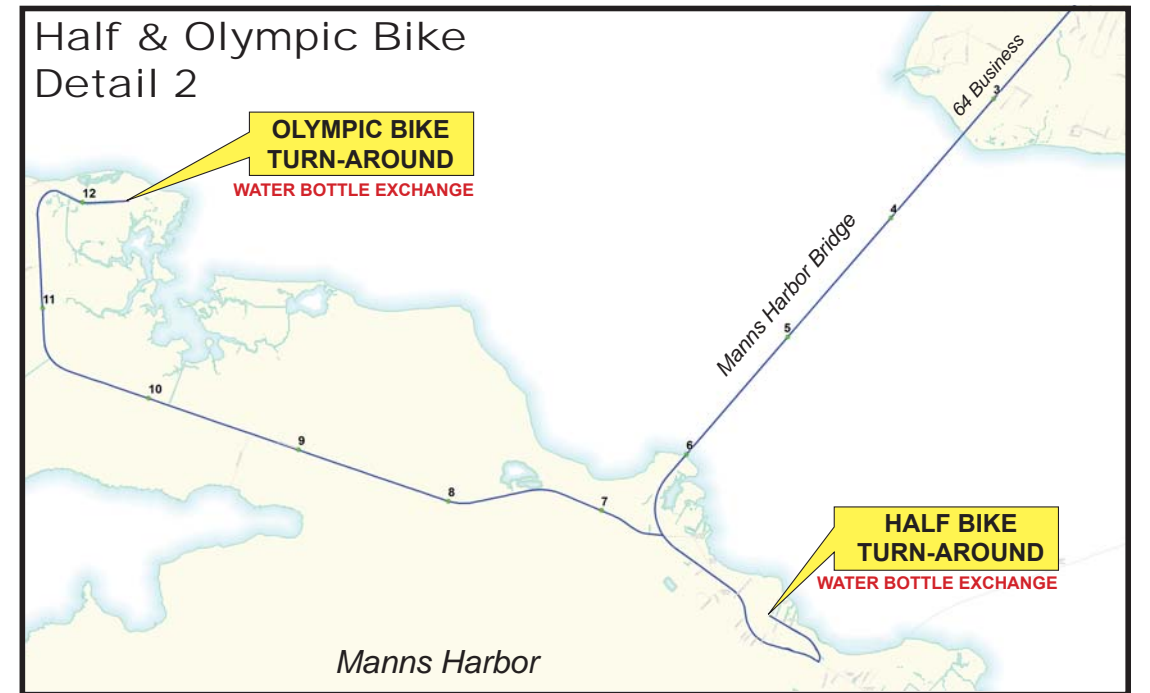 Half & Olympic Bike
Detail 2
OLYMPIC BIKE
TURN-AROUND
WATER BOTTLE EXCHANGE
64 Business
3
4
Manns Harbor Bridge
5
6
12
11
10
9
8
7
HALF BIKE
TURN-AROUND
WATER BOTTLE EXCHANGE
Manns Harbor